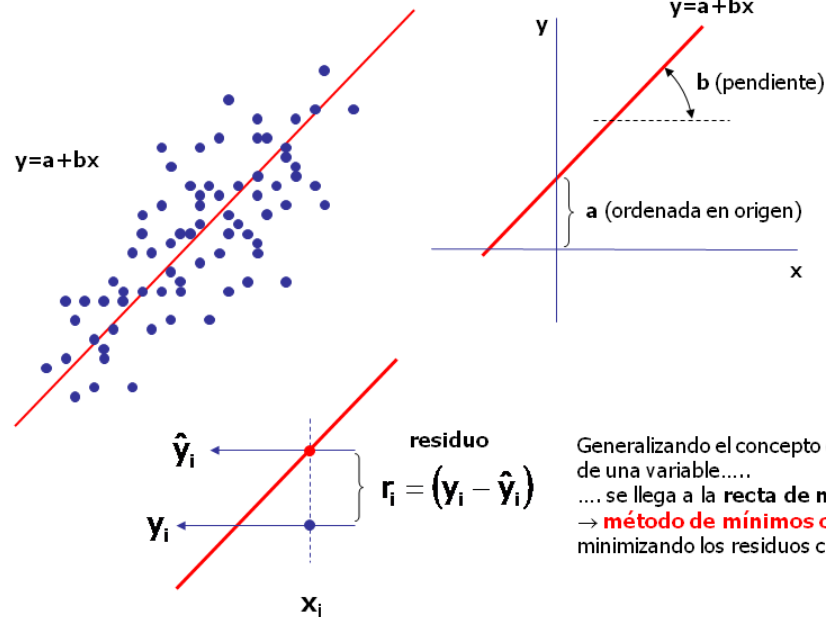 y=a+bx
y=a+bx
y
b (pendiente)
a (ordenada en origen)
x
ŷi
yi
xi
residuo
ri = (yi − ŷi)
Generalizando el concepto
de una variable.....
.... se llega a la recta de
→ método de mínimos
minimizando los residuos